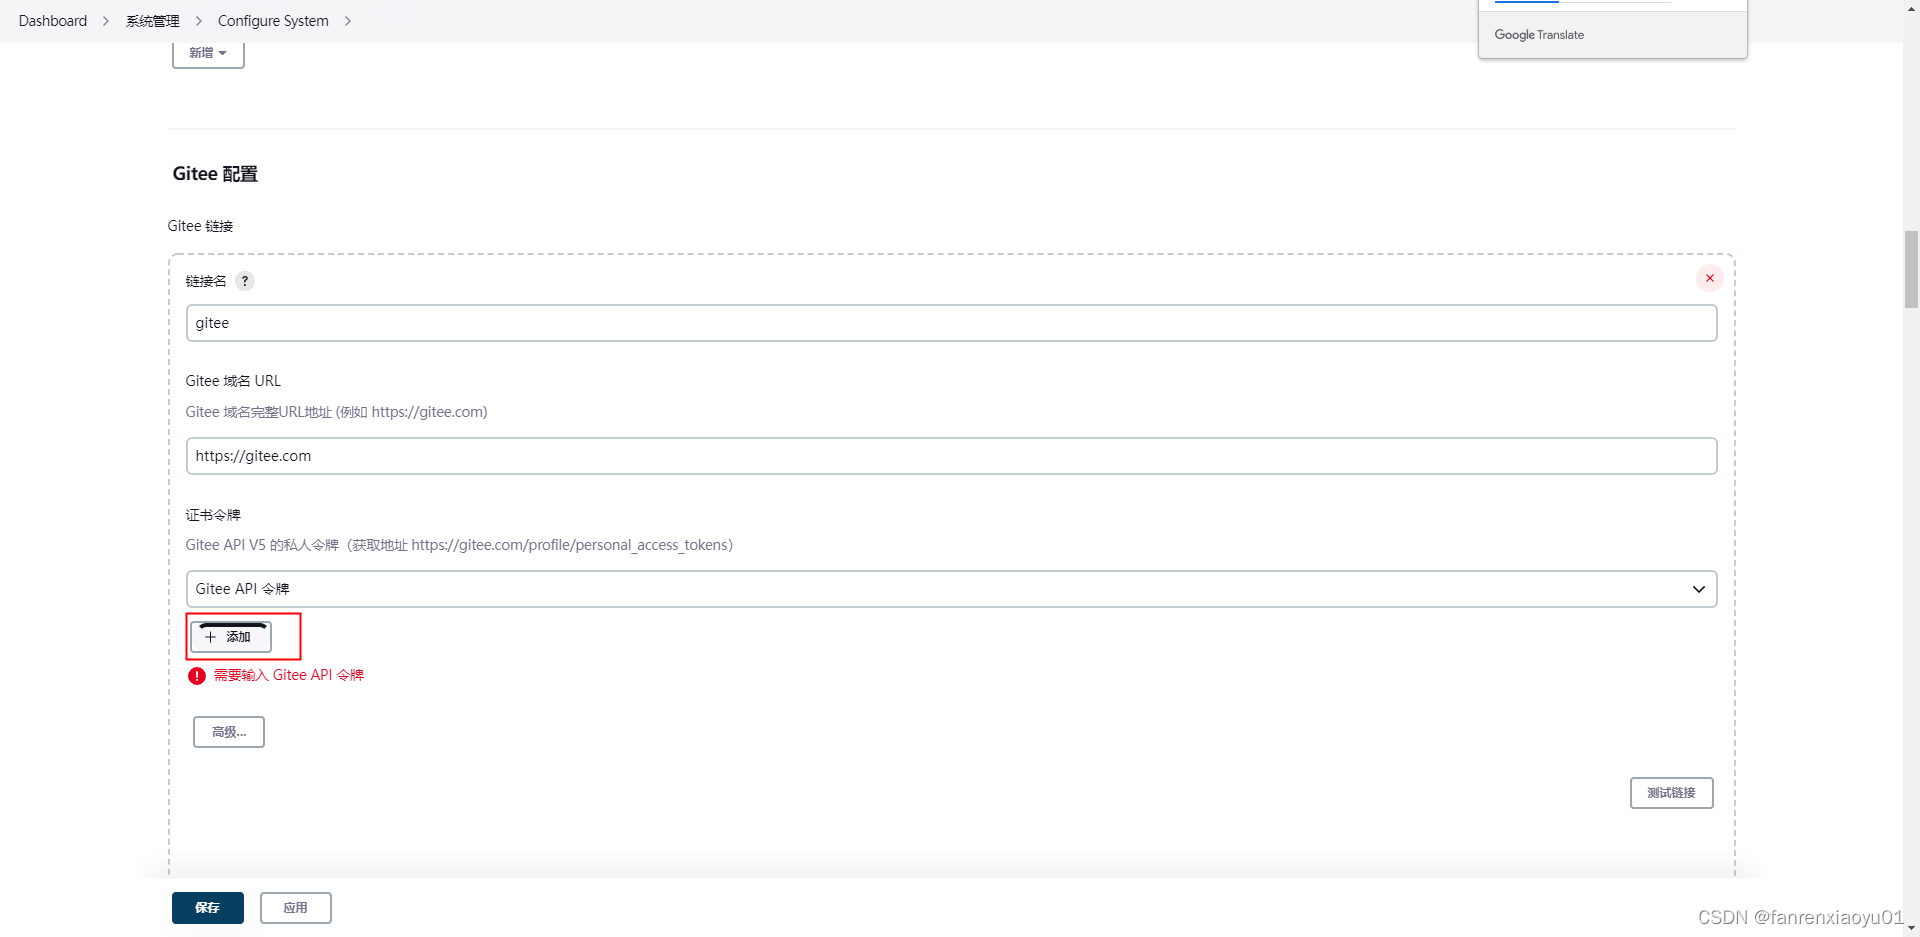 Dashboard > 系统管理 > Configure System >
Google Translate
新增
Gitee 配置
Gitee 链接
链接名 ?
gitee
Gitee 域名 URL
Gitee 域名完整URL地址 (例如 https://gitee.com)
https://gitee.com
证书令牌
Gitee API V5 的私人令牌（获取地址 https://gitee.com/profile/personal_access_tokens）
Gitee API 令牌
+ 添加
需要输入 Gitee API 令牌
高级...
测试链接
保存 应用
CSDN @fanrenxiaoyu01